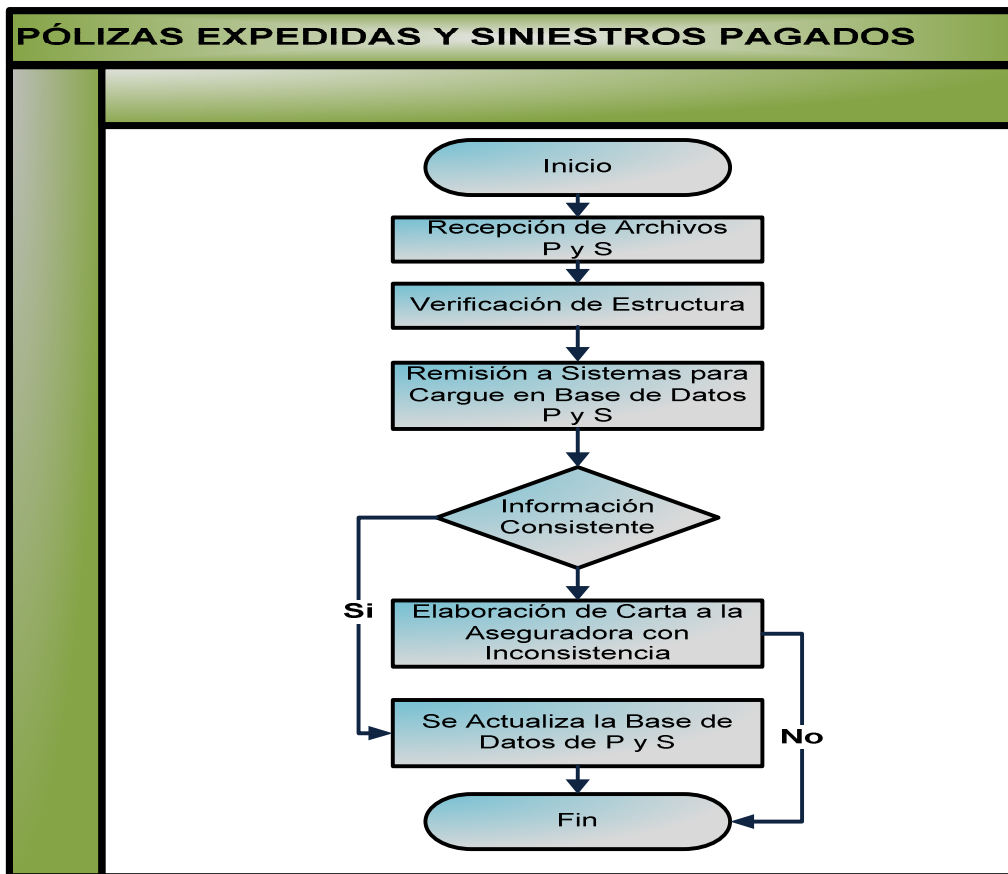 PÓLIZAS EXPEDIDAS Y SINIESTROS PAGADOS
Inicio
Recepción de Archivos
P y S
Verificación de Estructura
Remisión a Sistemas para
Cargue en Base de Datos
P y S
Información
Consistente
Si
Elaboración de Carta a la
Aseguradora con
Inconsistencia
Se Actualiza la Base de
Datos de P y S
No
Fin